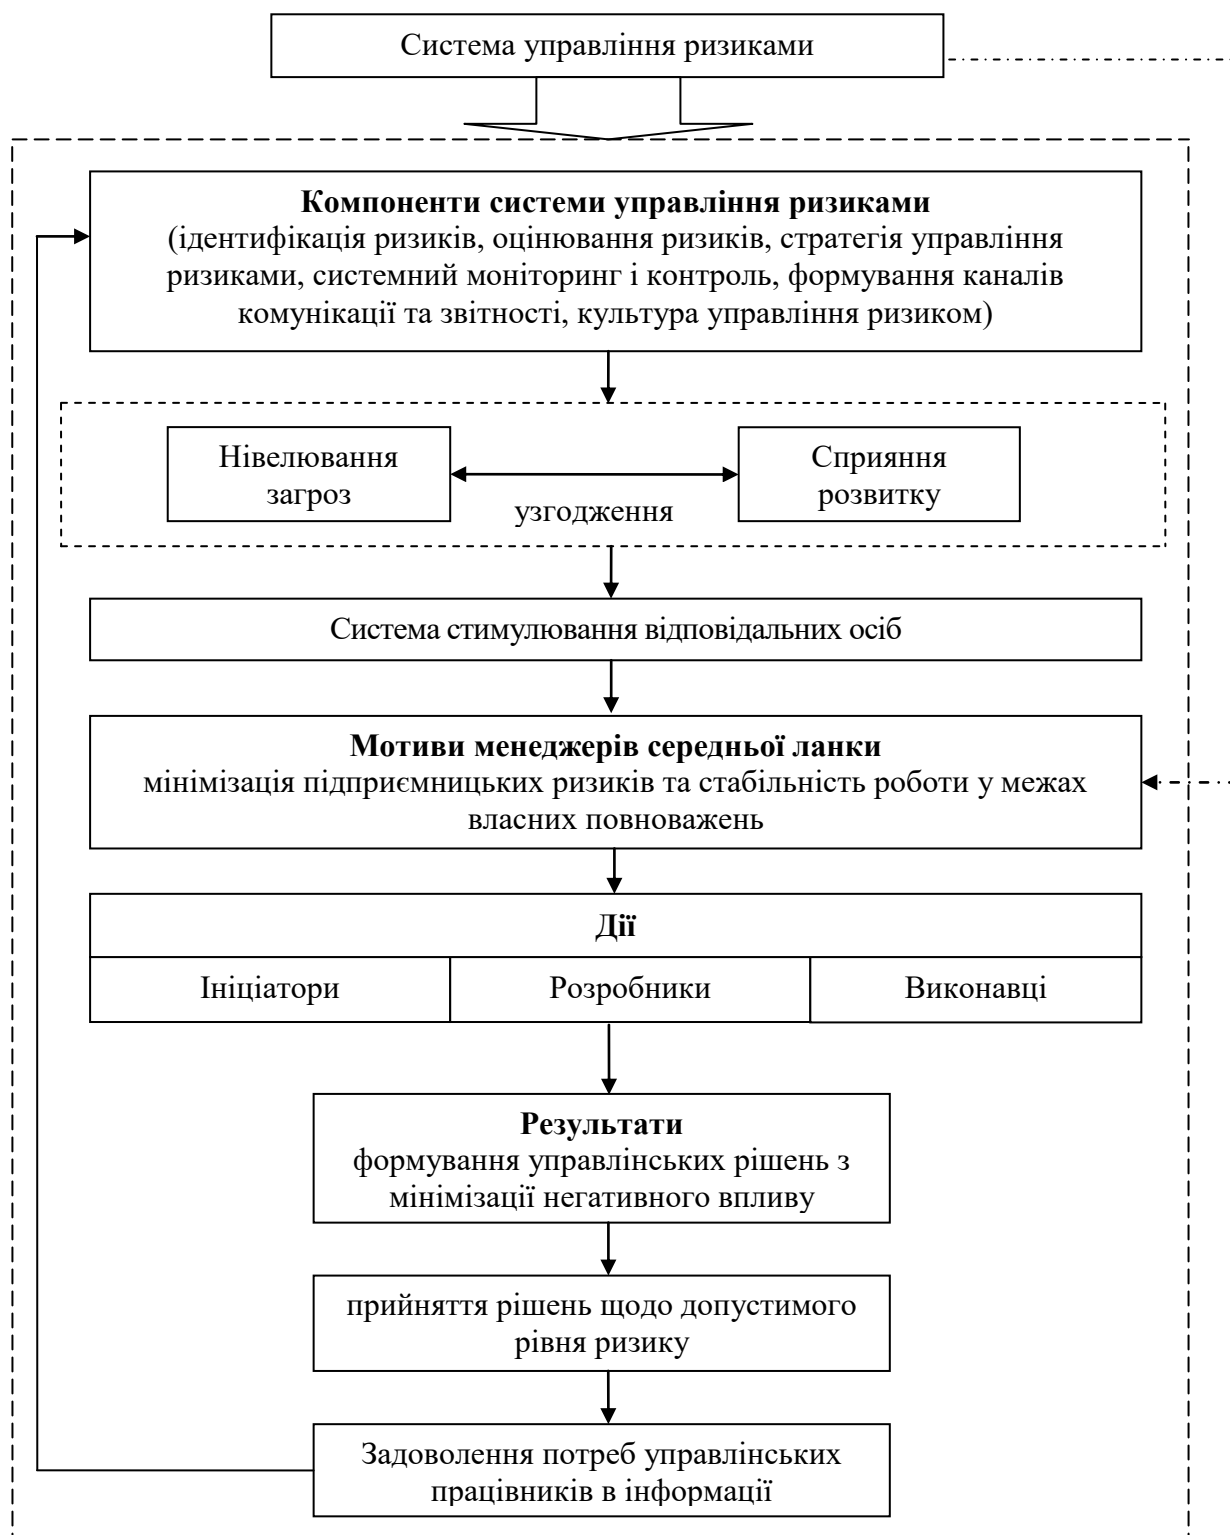 Система управління ризиками
Компоненти системи управління ризиками
(ідентифікація ризиків, оцінювання ризиків, стратегія управління
ризиками, системний моніторинг і контроль, формування каналів
комунікації та звітності, культура управління ризиком)
Нівелювання
загроз
узгодження
Сприяння
розвитку
Система стимулювання відповідальних осіб
Мотиви менеджерів середньої ланки
мінімізація підприємницьких ризиків та стабільність роботи у межах
власних повноважень
Дії
Ініціатори
Розробники
Виконавці
Результати
формування управлінських рішень з
мінімізації негативного впливу
прийняття рішень щодо допустимого
рівня ризику
Задоволення потреб управлінських
працівників в інформації